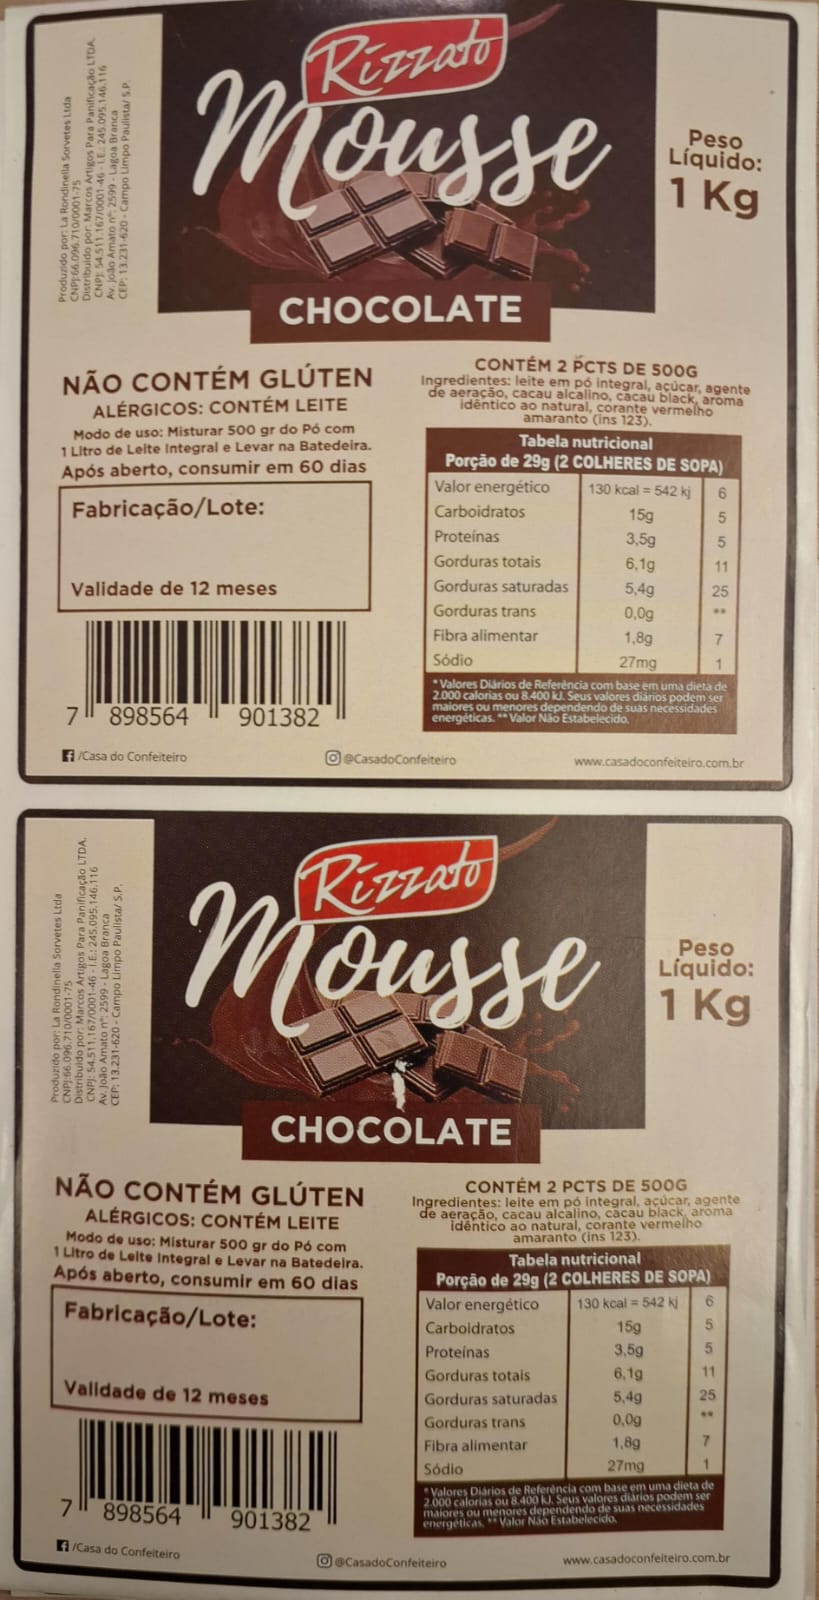 Produzido por: La Rondinella Sorvetes Ltda
CNPJ:66.096.710/0001-75
Distribuido por: Marcos Artigos Para Panificação LTDA.
CNPJ: 54.511.167/0001-46 - I.E.: 245.095.146.116
Av. João Amato nº: 2599 - Lagoa Branca
CEP: 13.231-620 - Campo Limpo Paulista/ S.P.
Rizzato
Mousse
CHOCOLATE
Peso
Líquido:
1 Kg
NÃO CONTÉM GLÚTEN
ALÉRGICOS: CONTÉM LEITE
Modo de uso: Misturar 500 gr do Pó com
1 Litro de Leite Integral e Levar na Batedeira.
Após aberto, consumir em 60 dias
Fabricação/Lote:
Validade de 12 meses
7 898564 901382
CONTÉM 2 PCTS DE 500G
Ingredientes: leite em pó integral, açúcar, agente
de aeração, cacau alcalino, cacau black, aroma
idêntico ao natural, corante vermelho
amaranto (ins 123).
Tabela nutricional
Porção de 29g (2 COLHERES DE SOPA)
Valor energético 130 kcal = 542 kj 6
Carboidratos 15g 5
Proteínas 3,5g 5
Gorduras totais 6,1g 11
Gorduras saturadas 5,4g 25
Gorduras trans 0,0g **
Fibra alimentar 1,8g 7
Sódio 27mg 1
* Valores Diários de Referência com base em uma dieta de
2.000 calorias ou 8.400 kJ. Seus valores diários podem ser
maiores ou menores dependendo de suas necessidades
energéticas. ** Valor Não Estabelecido.
/Casa do Confeiteiro @CasadoConfeiteiro www.casadoconfeiteiro.com.br
Produzido por: La Rondinella Sorvetes Ltda
CNPJ:66.096.710/0001-75
Distribuido por: Marcos Artigos Para Panificação LTDA.
CNPJ: 54.511.167/0001-46 - I.E.: 245.095.146.116
Av. João Amato nº: 2599 - Lagoa Branca
CEP: 13.231-620 - Campo Limpo Paulista/ S.P.
Rizzato
Mousse
CHOCOLATE
Peso
Líquido:
1 Kg
NÃO CONTÉM GLÚTEN
ALÉRGICOS: CONTÉM LEITE
Modo de uso: Misturar 500 gr do Pó com
1 Litro de Leite Integral e Levar na Batedeira.
Após aberto, consumir em 60 dias
Fabricação/Lote:
Validade de 12 meses
7 898564 901382
CONTÉM 2 PCTS DE 500G
Ingredientes: leite em pó integral, açúcar, agente
de aeração, cacau alcalino, cacau black, aroma
idêntico ao natural, corante vermelho
amaranto (ins 123).
Tabela nutricional
Porção de 29g (2 COLHERES DE SOPA)
Valor energético 130 kcal = 542 kj 6
Carboidratos 15g 5
Proteínas 3,5g 5
Gorduras totais 6,1g 11
Gorduras saturadas 5,4g 25
Gorduras trans 0,0g **
Fibra alimentar 1,8g 7
Sódio 27mg 1
* Valores Diários de Referência com base em uma dieta de
2.000 calorias ou 8.400 kJ. Seus valores diários podem ser
maiores ou menores dependendo de suas necessidades
energéticas. ** Valor Não Estabelecido.
/Casa do Confeiteiro @CasadoConfeiteiro www.casadoconfeiteiro.com.br